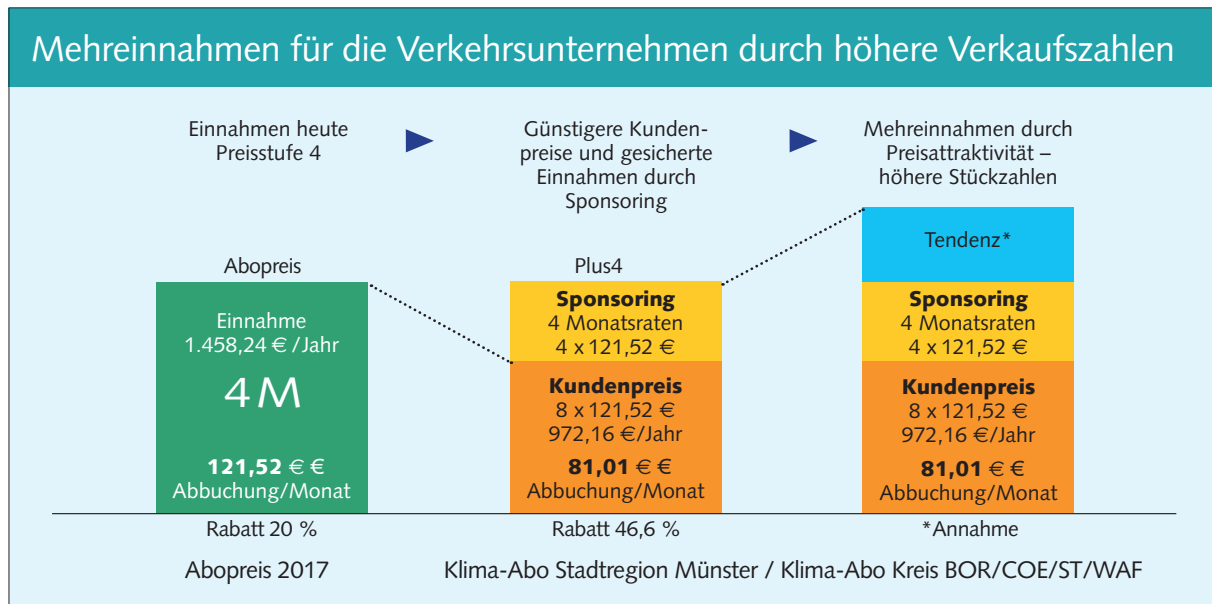 Mehreinnahmen für die Verkehrsunternehmen durch höhere Verkaufszahlen
Einnahmen heute
Preisstufe 4
Günstigere Kunden-
preise und gesicherte
Einnahmen durch
Sponsoring
Mehreinnahmen durch
Preisattraktivität –
höhere Stückzahlen
Abopreis
Einnahme
1.458,24 € /Jahr
4 M
121,52 € €
Abbuchung/Monat
Rabatt 20 %
Plus4
Sponsoring
4 Monatsraten
4 x 121,52 €
Kundenpreis
8 x 121,52 €
972,16 €/Jahr
81,01 € €
Abbuchung/Monat
Rabatt 46,6 %
Tendenz*
Sponsoring
4 Monatsraten
4 x 121,52 €
Kundenpreis
8 x 121,52 €
972,16 €/Jahr
81,01 € €
Abbuchung/Monat
*Annahme
Abopreis 2017
Klima-Abo Stadtregion Münster / Klima-Abo Kreis BOR/COE/ST/WAF